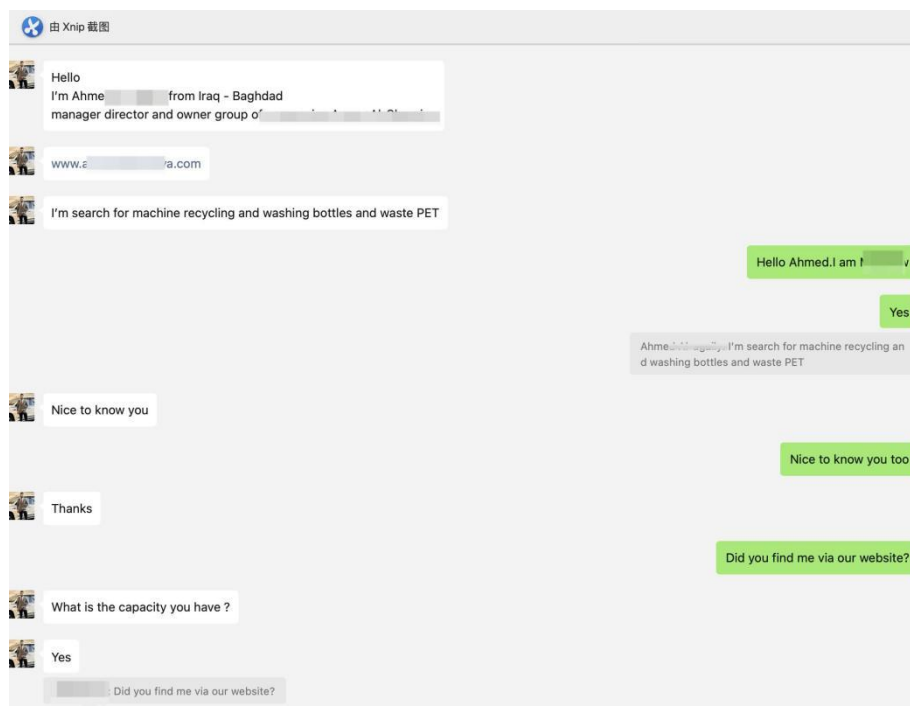 由 Xnip 截图
Hello
I'm Ahme from Iraq - Baghdad
manager director and owner group of
www.a a.com
I'm search for machine recycling and washing bottles and waste PET
Hello Ahmed.I am
Yes
Ahme I'm search for machine recycling an
d washing bottles and waste PET
Nice to know you
Nice to know you too
Thanks
Did you find me via our website?
What is the capacity you have ?
Yes
: Did you find me via our website?